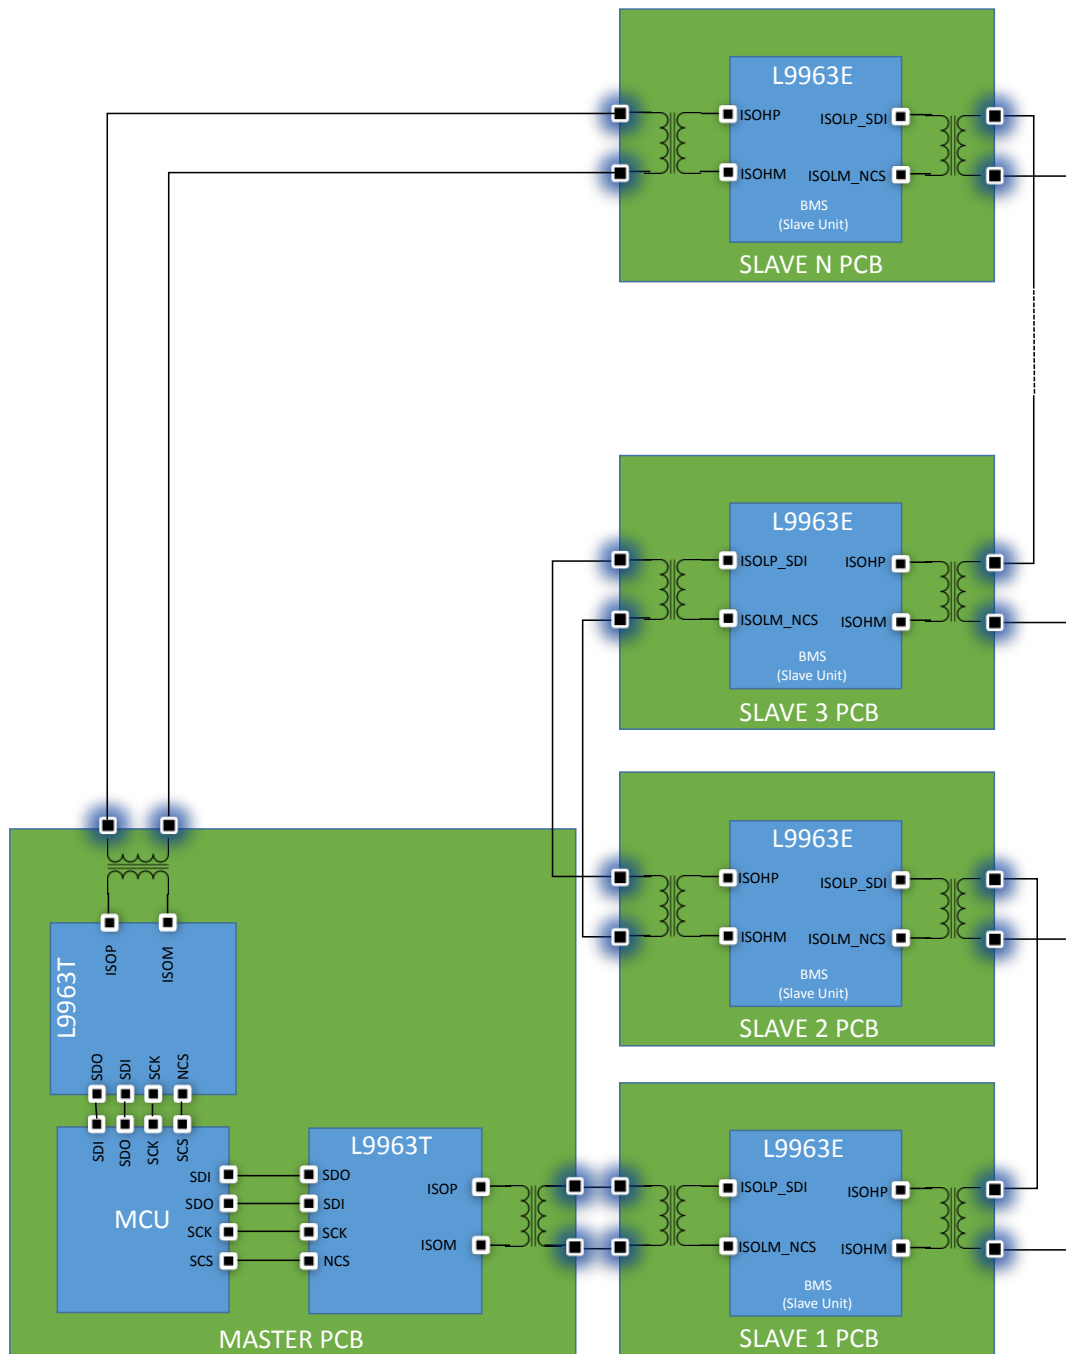 L9963E
ISOHP
ISOLP_SDI
ISOHM
ISOLM_NCS
BMS
(Slave Unit)
SLAVE N PCB
L9963E
ISOLP_SDI
ISOHP
ISOLM_NCS
ISOHM
BMS
(Slave Unit)
SLAVE 3 PCB
L9963E
ISOHP
ISOLP_SDI
ISOHM
ISOLM_NCS
BMS
(Slave Unit)
SLAVE 2 PCB
L9963E
ISOLP_SDI
ISOHP
ISOLM_NCS
ISOHM
BMS
(Slave Unit)
SLAVE 1 PCB
ISOP
ISOM
L9963T
SDO
SDI
SCK
NCS
SDI
SDO
SCK
SCS
MCU
SDI
SDO
SCK
SCS
L9963T
SDO
SDI
SCK
NCS
ISOP
ISOM
MASTER PCB